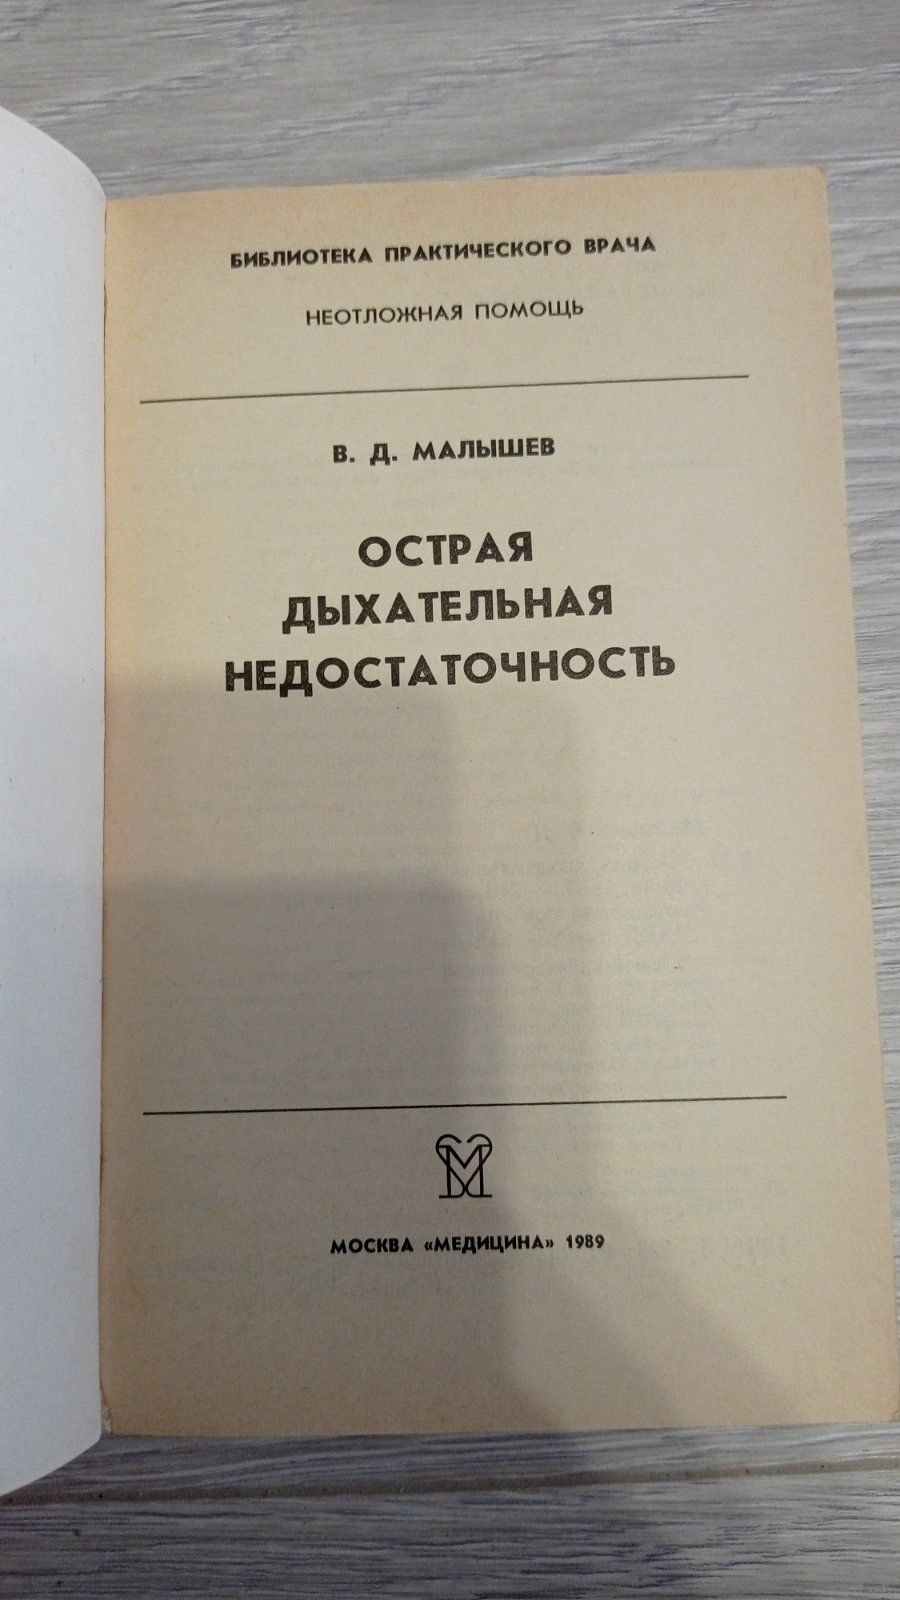 БИБЛИОТЕКА ПРАКТИЧЕСКОГО ВРАЧА
НЕОТЛОЖНАЯ ПОМОЩЬ
В. Д. МАЛЫШЕВ
ОСТРАЯ
ДЫХАТЕЛЬНАЯ
НЕДОСТАТОЧНОСТЬ
МОСКВА «МЕДИЦИНА» 1989